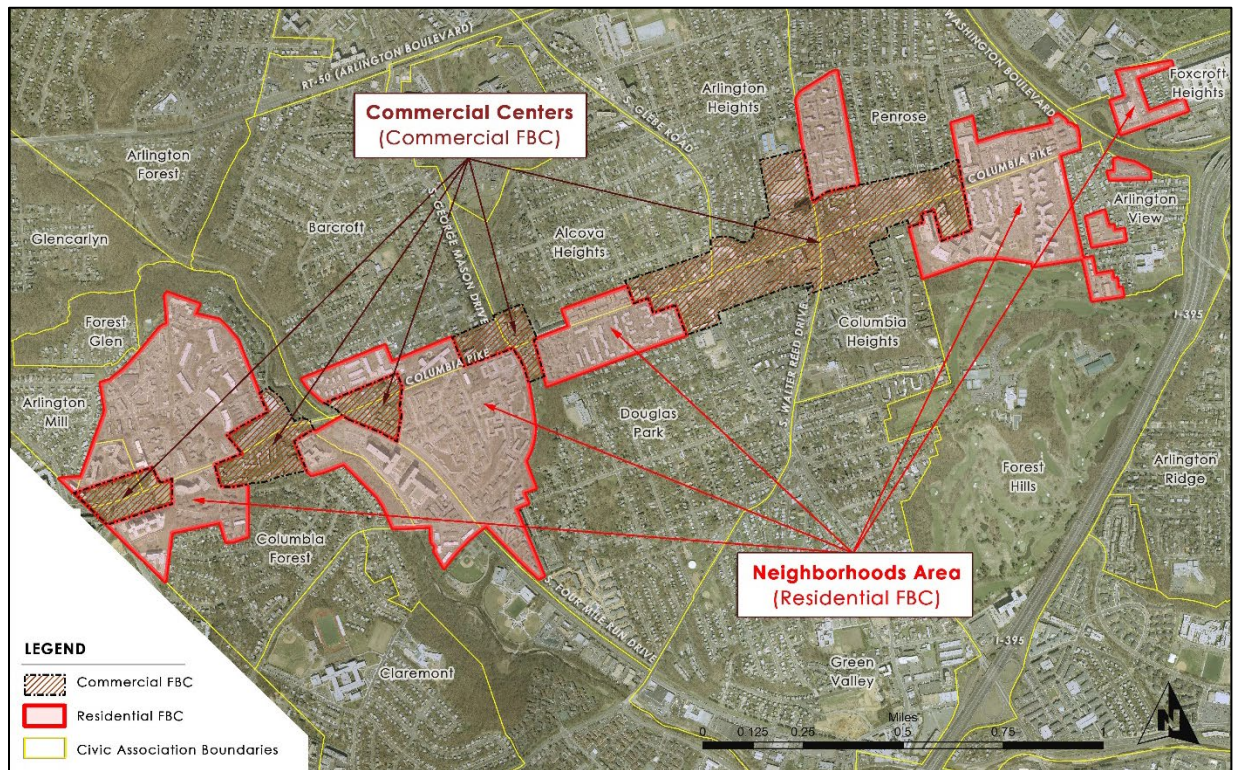 RT-50 (ARLINGTON BOULEVARD)
WASHINGTON BOULEVARD
Foxcroft
Heights
Commercial Centers
(Commercial FBC)
S. GLEBE ROAD
Arlington
Heights
Penrose
Arlington
Forest
COLUMBIA PIKE
Arlington
View
Glencarlyn
Barcroft
S. GEORGE MASON DRIVE
Alcova
Heights
I-395
Forest
Glen
S. WALTER REED DRIVE
Columbia
Heights
COLUMBIA PIKE
Arlington
Mill
Douglas
Park
Forest
Hills
Arlington
Ridge
Columbia
Forest
Neighborhoods Area
(Residential FBC)
S. FOUR MILE RUN DRIVE
I-395
LEGEND
Commercial FBC
Residential FBC
Civic Association Boundaries
Claremont
Green
Valley
Miles
0 0.125 0.25 0.5 0.75 1
N